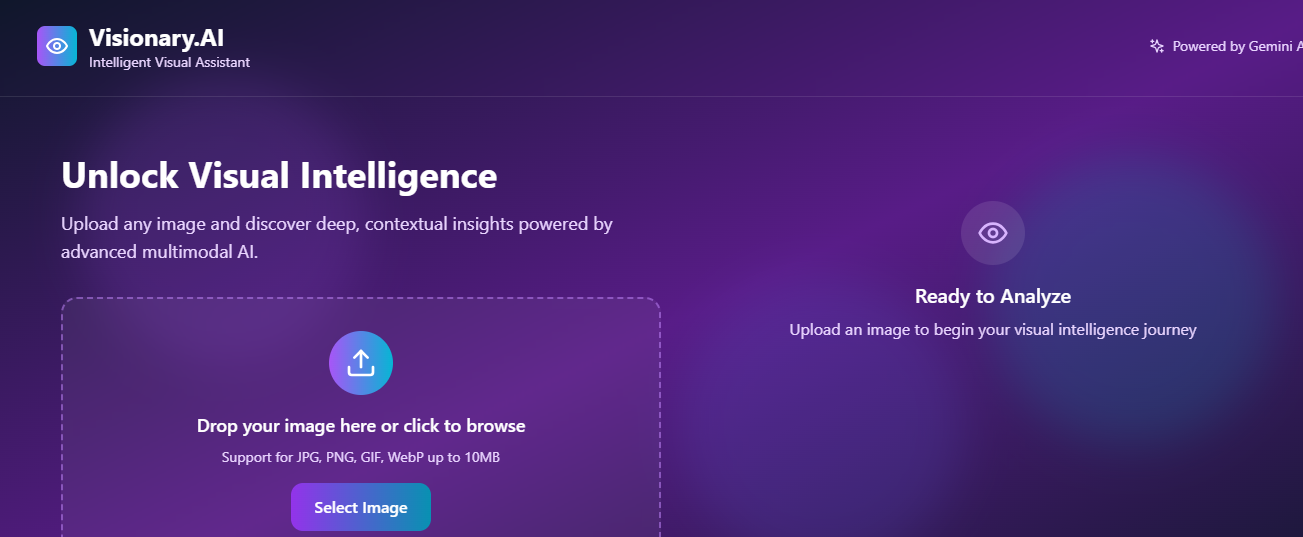 Visionary.AI
Intelligent Visual Assistant
Powered by Gemini A
Unlock Visual Intelligence
Upload any image and discover deep, contextual insights powered by
advanced multimodal AI.
Drop your image here or click to browse
Support for JPG, PNG, GIF, WebP up to 10MB
Select Image
Ready to Analyze
Upload an image to begin your visual intelligence journey